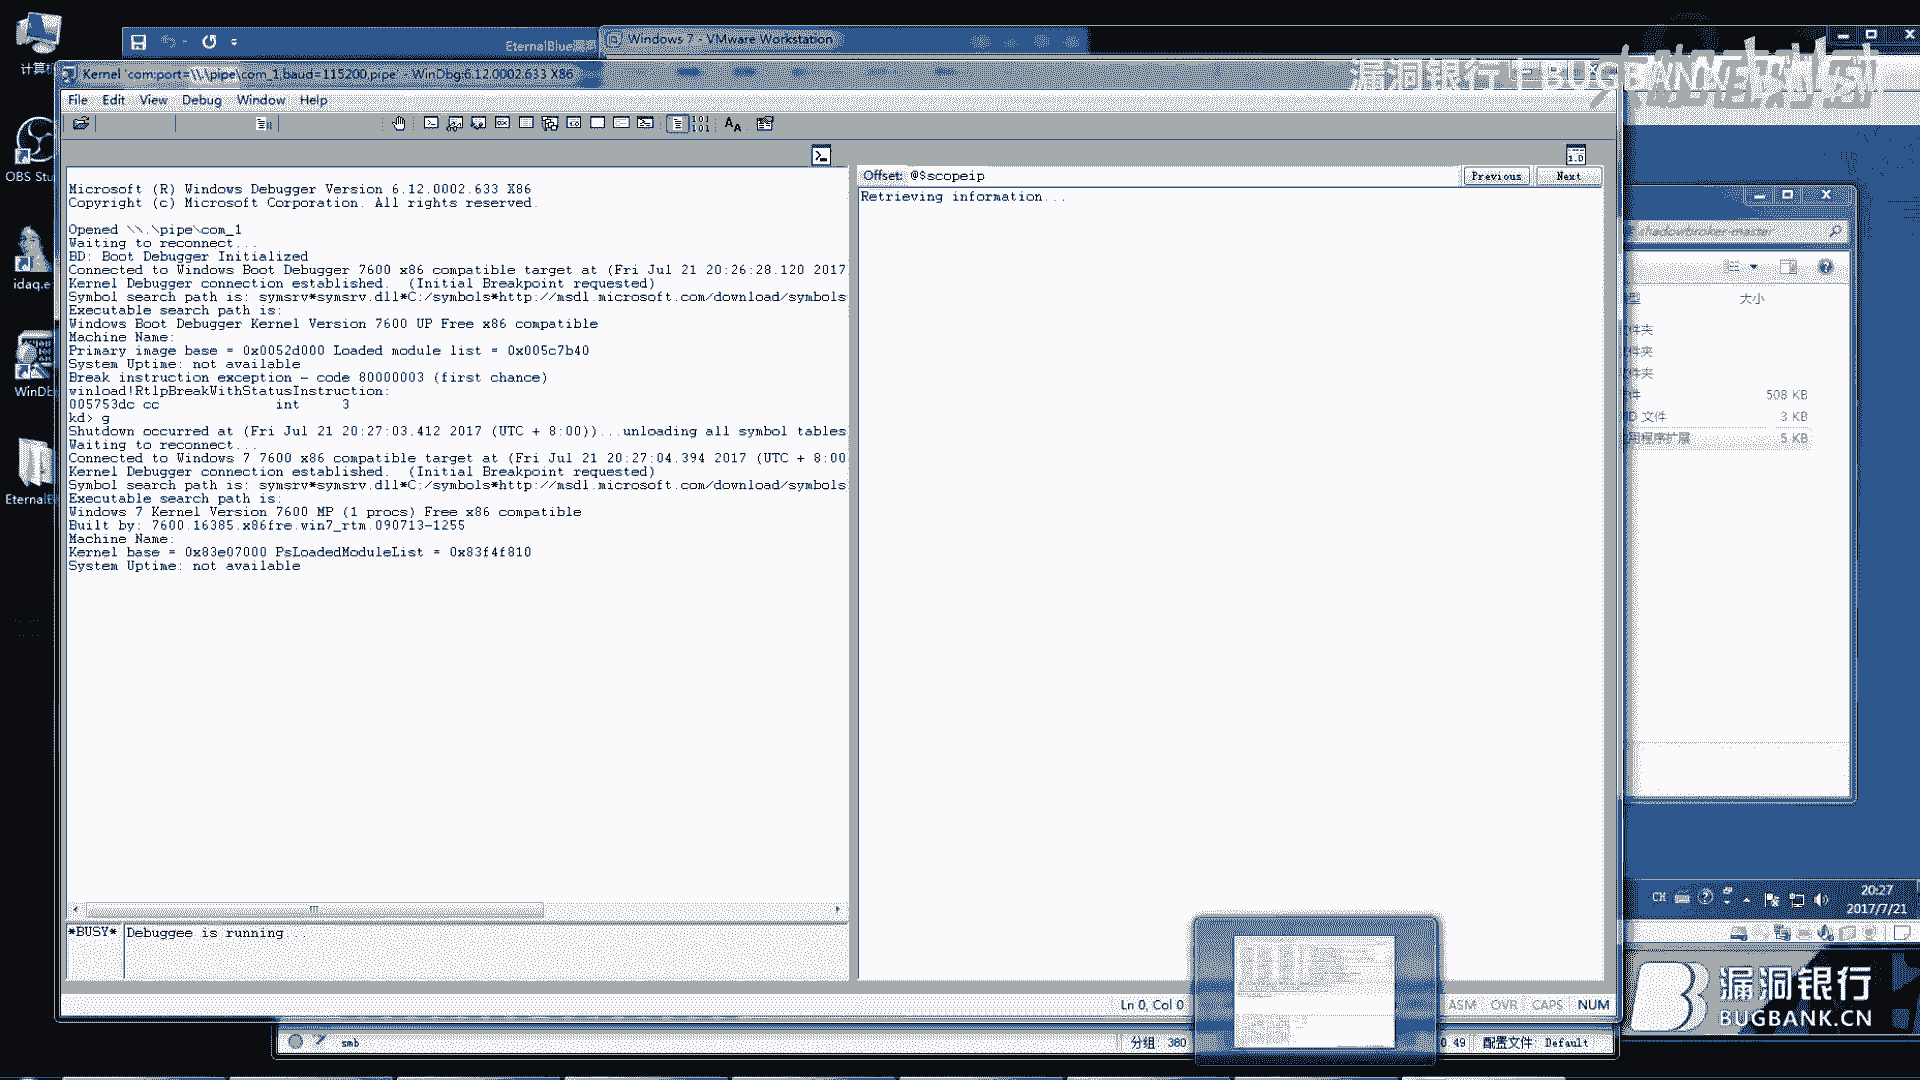 计算机
EternalBlue漏洞
Windows 7 - VMware Workstation
Kernel 'com:port=\\.\pipe\com_1,baud=115200,pipe' - WinDbg:6.12.0002.633 X86
漏洞银行 | BUGBANK
File Edit View Debug Window Help
OBS Stu
idaq.e
WinDb
EternalB
Microsoft (R) Windows Debugger Version 6.12.0002.633 X86
Copyright (c) Microsoft Corporation. All rights reserved.
Opened \\.\pipe\com_1
Waiting to reconnect...
BD: Boot Debugger Initialized
Connected to Windows Boot Debugger 7600 x86 compatible target at (Fri Jul 21 20:26:28.120 2017
Kernel Debugger connection established.  (Initial Breakpoint requested)
Symbol search path is: symsrv*symsrv.dll*C:/symbols*http://msdl.microsoft.com/download/symbols
Executable search path is:
Windows Boot Debugger Kernel Version 7600 UP Free x86 compatible
Machine Name:
Primary image base = 0x0052d000 Loaded module list = 0x005c7b40
System Uptime: not available
Break instruction exception - code 80000003 (first chance)
winload!RtlpBreakWithStatusInstruction:
005753dc cc              int     3
kd> g
Shutdown occurred at (Fri Jul 21 20:27:03.412 2017 (UTC + 8:00))...unloading all symbol tables
Waiting to reconnect...
Connected to Windows 7 7600 x86 compatible target at (Fri Jul 21 20:27:04.394 2017 (UTC + 8:00
Kernel Debugger connection established.  (Initial Breakpoint requested)
Symbol search path is: symsrv*symsrv.dll*C:/symbols*http://msdl.microsoft.com/download/symbols
Executable search path is:
Windows 7 Kernel Version 7600 MP (1 procs) Free x86 compatible
Built by: 7600.16385.x86fre.win7_rtm.090713-1255
Machine Name:
Kernel base = 0x83e07000 PsLoadedModuleList = 0x83f4f810
System Uptime: not available
*BUSY* Debuggee is running...
Offset: @$scopeip
Previous Next
Retrieving information...
Ln 0, Col 0
ASM OVR CAPS NUM
shadowbroker-master
型 大小
件夹
件夹
件夹
件 508 KB
D 文件 3 KB
用程序扩展 5 KB
CH
20:27
2017/7/21
漏洞银行
BUGBANK.CN
smb
分组: 380
0.49
配置文件: Default